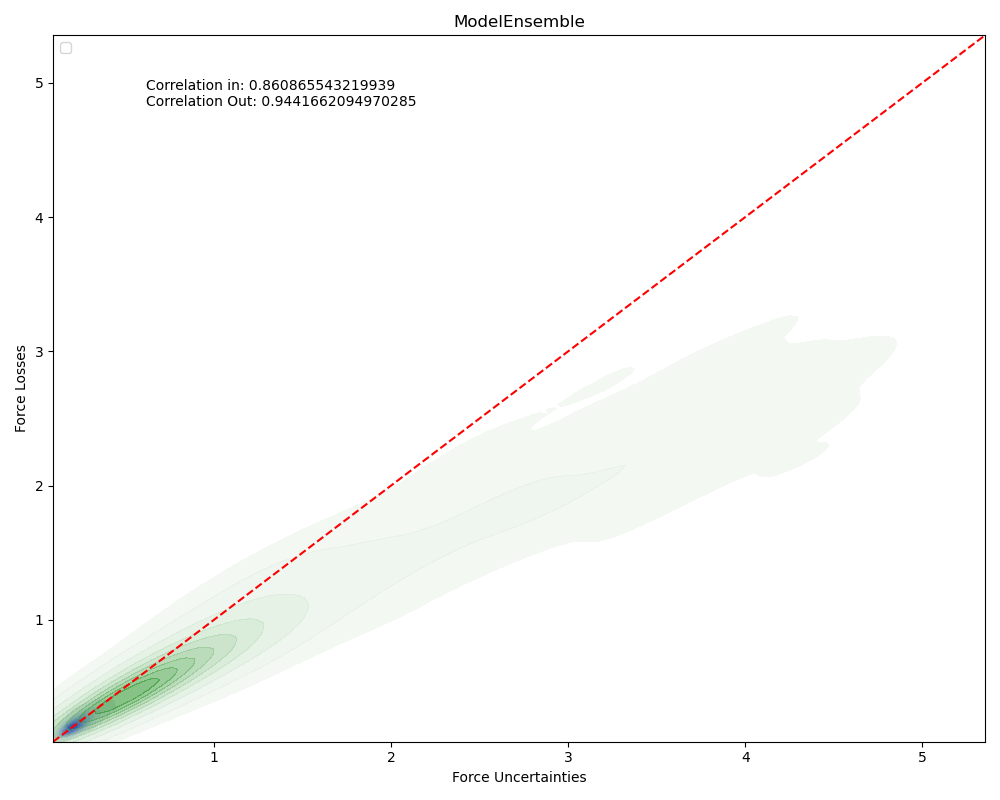 ModelEnsemble
Correlation in: 0.860865543219939
Correlation Out: 0.9441662094970285
5
4
3
2
1
Force Losses
1
2
3
4
5
Force Uncertainties